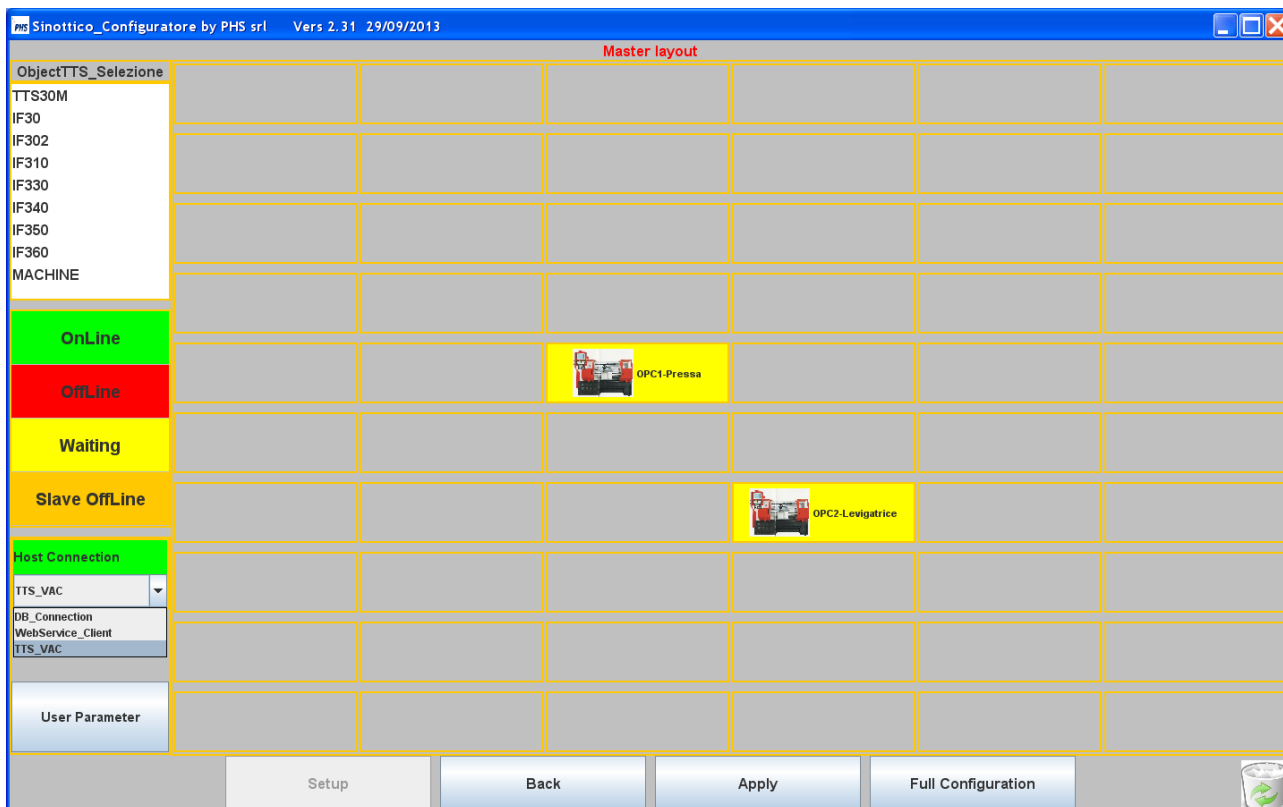 PHS Sinottico_Configuratore by PHS srl Vers 2.31 29/09/2013
Master layout
ObjectTTS_Selezione
TTS30M
IF30
IF302
IF310
IF330
IF340
IF350
IF360
MACHINE
OnLine
OffLine
Waiting
Slave OffLine
OPC1-Pressa
OPC2-Levigatrice
Host Connection
TTS_VAC
DB_Connection
WebService_Client
TTS_VAC
User Parameter
Setup
Back
Apply
Full Configuration